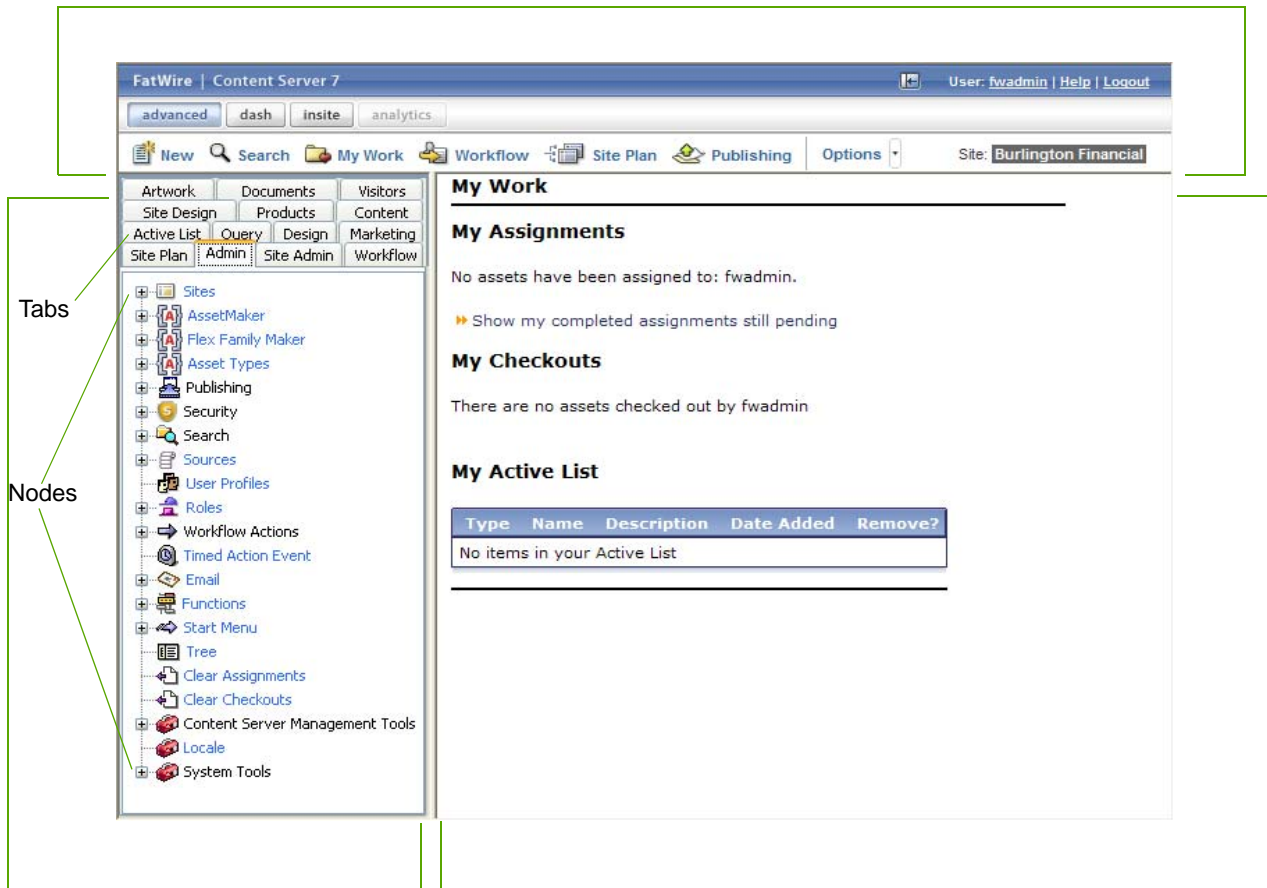 FatWire | Content Server 7
User: fwadmin | Help | Logout
advanced dash insite analytics
New Search My Work Workflow Site Plan Publishing Options Site: Burlington Financial
Artwork Documents Visitors
Site Design Products Content
Active List Query Design Marketing
Site Plan Admin Site Admin Workflow
Tabs
Nodes
Sites
AssetMaker
Flex Family Maker
Asset Types
Publishing
Security
Search
Sources
User Profiles
Roles
Workflow Actions
Timed Action Event
Email
Functions
Start Menu
Tree
Clear Assignments
Clear Checkouts
Content Server Management Tools
Locale
System Tools
My Work
My Assignments
No assets have been assigned to: fwadmin.
Show my completed assignments still pending
My Checkouts
There are no assets checked out by fwadmin
My Active List
Type Name Description Date Added Remove?
No items in your Active List